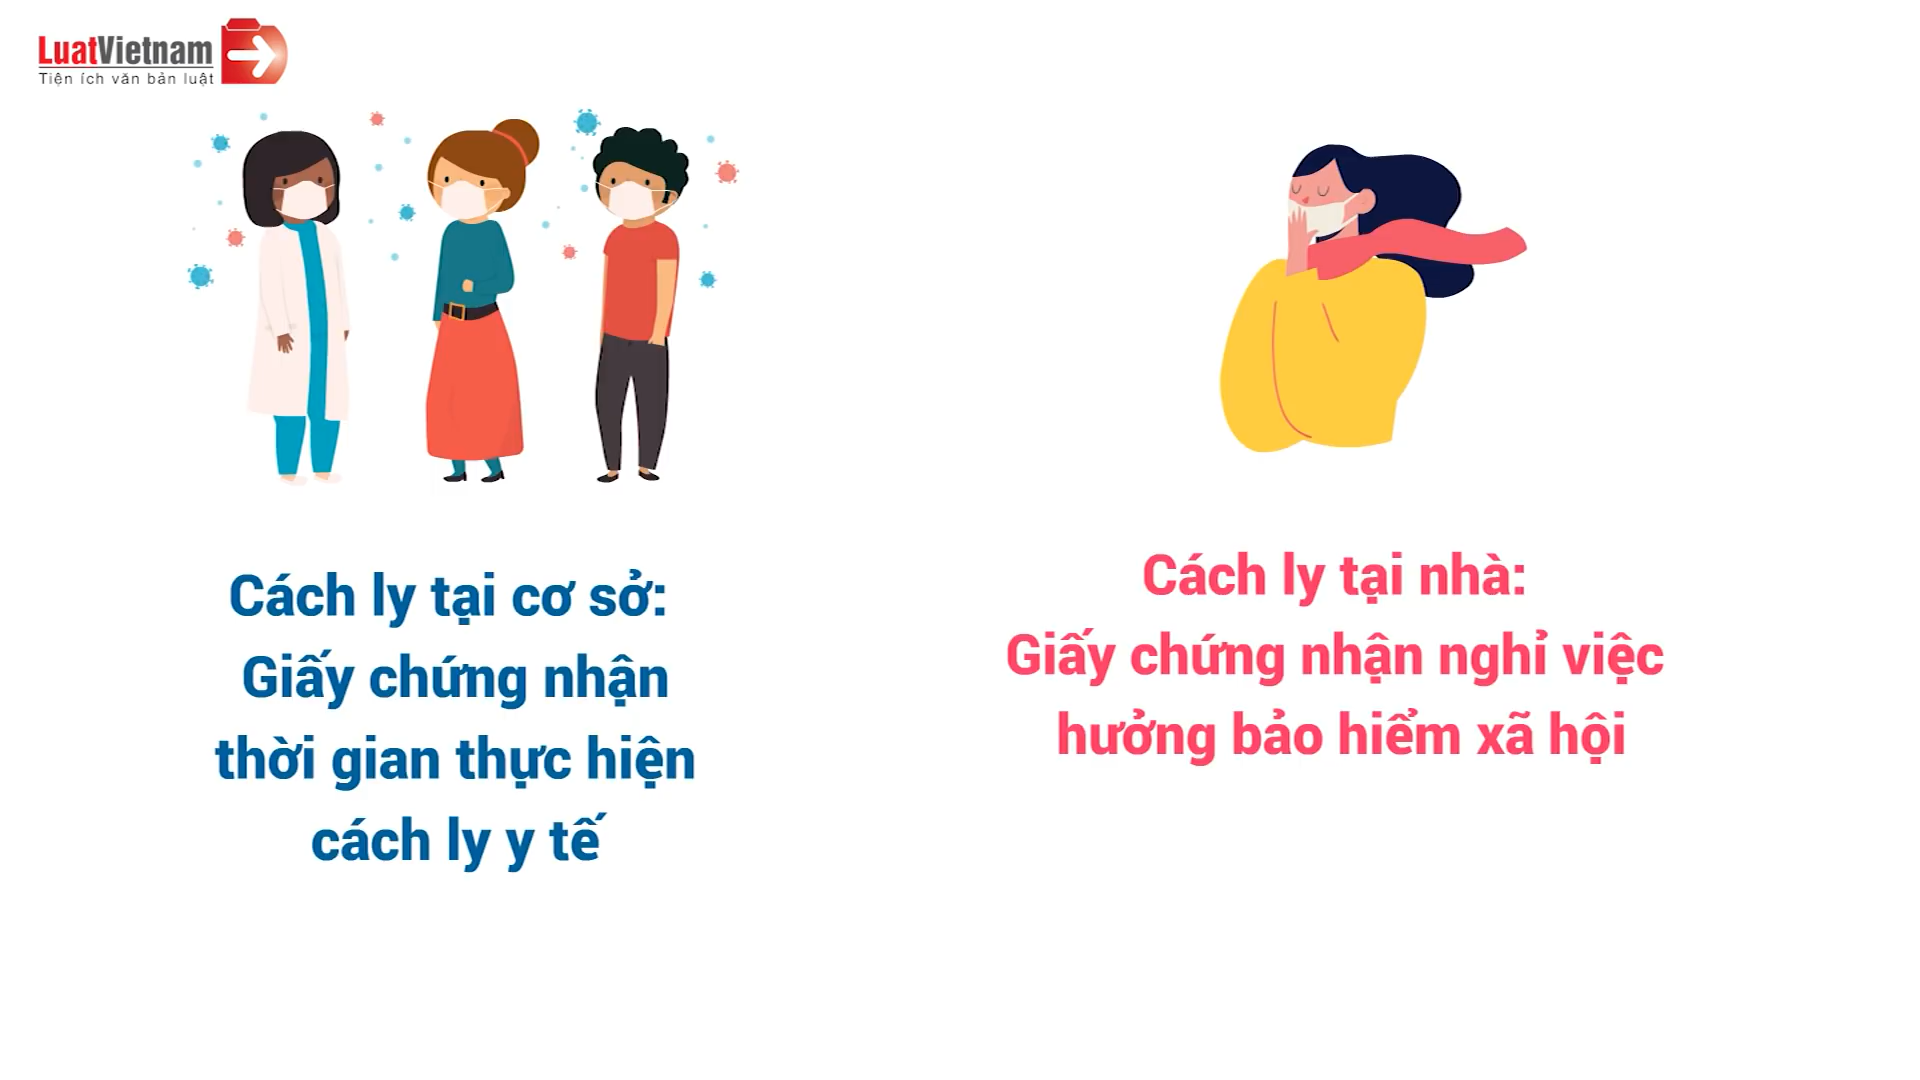 LuatVietnam
Tiện ích văn bản luật
Cách ly tại cơ sở:
Giấy chứng nhận
thời gian thực hiện
cách ly y tế
Cách ly tại nhà:
Giấy chứng nhận nghỉ việc
hưởng bảo hiểm xã hội